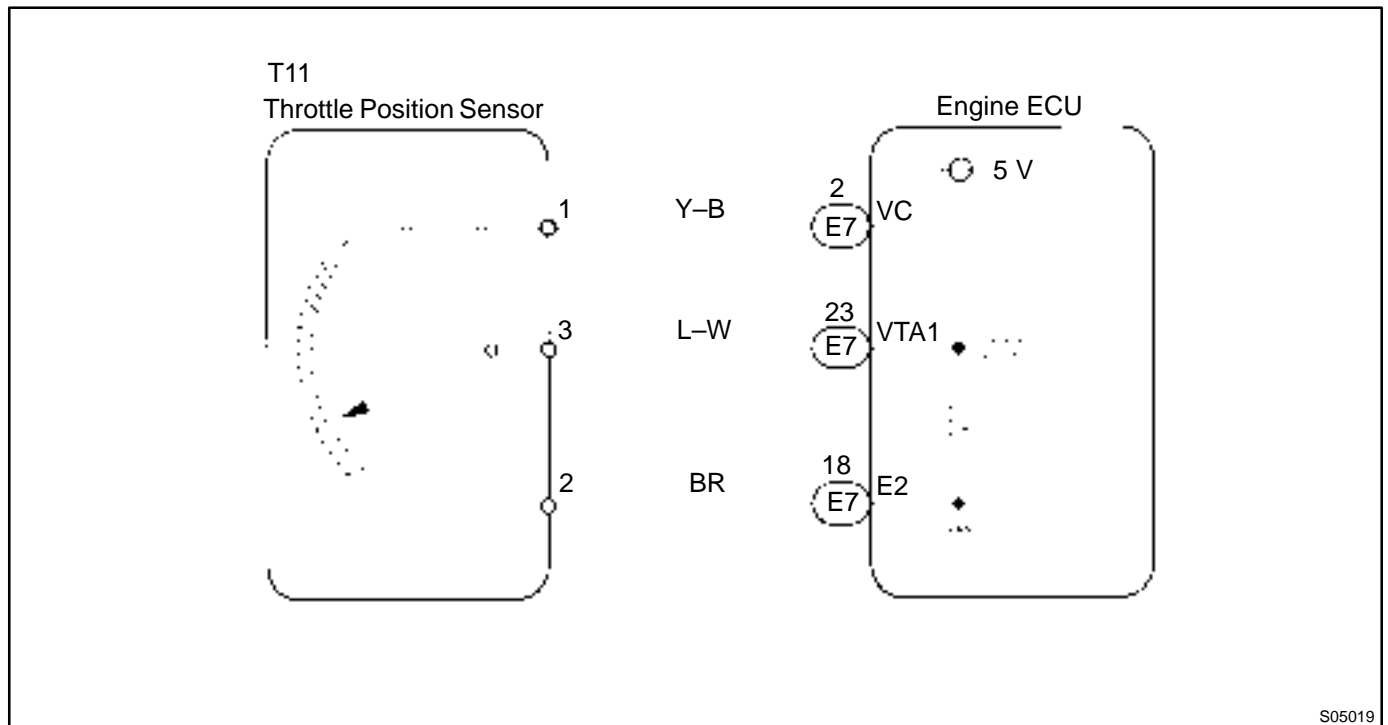 T11
Throttle Position Sensor
Engine ECU
5 V
1
Y–B
2
E7
VC
3
L–W
23
E7
VTA1
2
BR
18
E7
E2
S05019